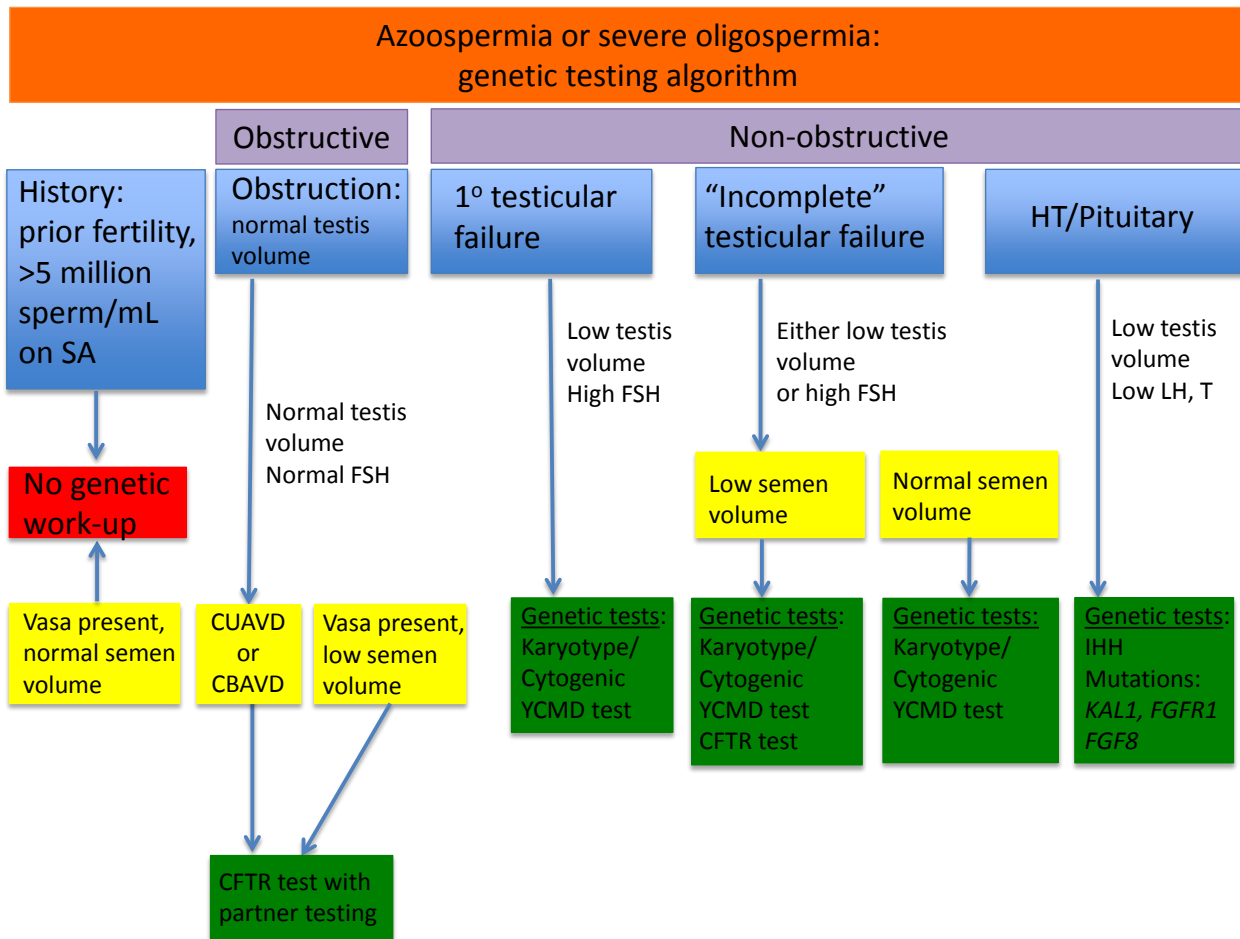 Azoospermia or severe oligospermia:
genetic testing algorithm
Obstructive
Non-obstructive
History:
prior fertility,
>5 million
sperm/mL
on SA
Obstruction:
normal testis
volume
1º testicular
failure
“Incomplete”
testicular failure
HT/Pituitary
Normal testis
volume
Normal FSH
Low testis
volume
High FSH
Either low testis
volume
or high FSH
Low testis
volume
Low LH, T
No genetic
work-up
Low semen
volume
Normal semen
volume
Vasa present,
normal semen
volume
CUAVD
or
CBAVD
Vasa present,
low semen
volume
Genetic tests:
Karyotype/
Cytogenic
YCMD test
Genetic tests:
Karyotype/
Cytogenic
YCMD test
CFTR test
Genetic tests:
Karyotype/
Cytogenic
YCMD test
Genetic tests:
IHH
Mutations:
KAL1, FGFR1
FGF8
CFTR test with
partner testing